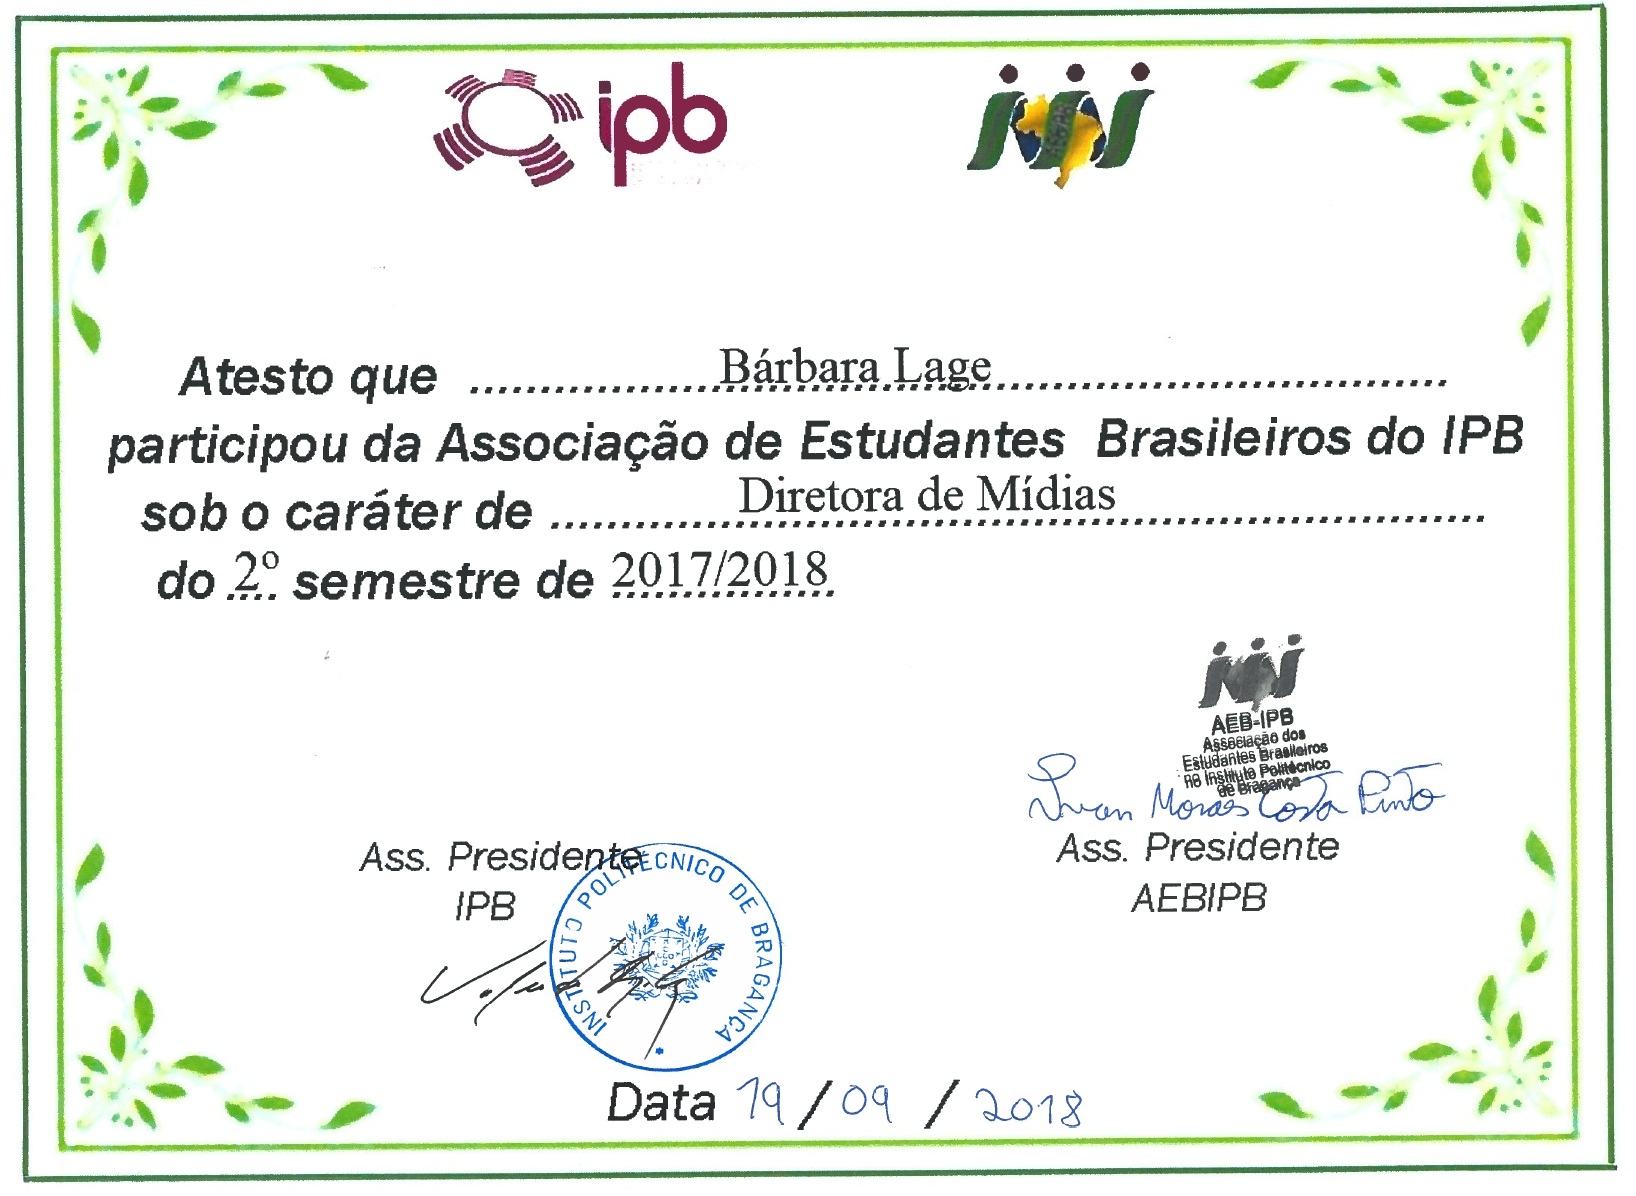 ipb
Atesto que Bárbara Lage
participou da Associação de Estudantes Brasileiros do IPB
sob o caráter de Diretora de Mídias
do 2º semestre de 2017/2018
AEB-IPB
Associação dos
Estudantes Brasileiros
no Instituto Politécnico
de Bragança
Ivan Moraes Costa Pinto
Ass. Presidente
AEBIPB
Ass. Presidente
IPB
INSTITUTO POLITÉCNICO DE BRAGANÇA
Data 19/09/2018